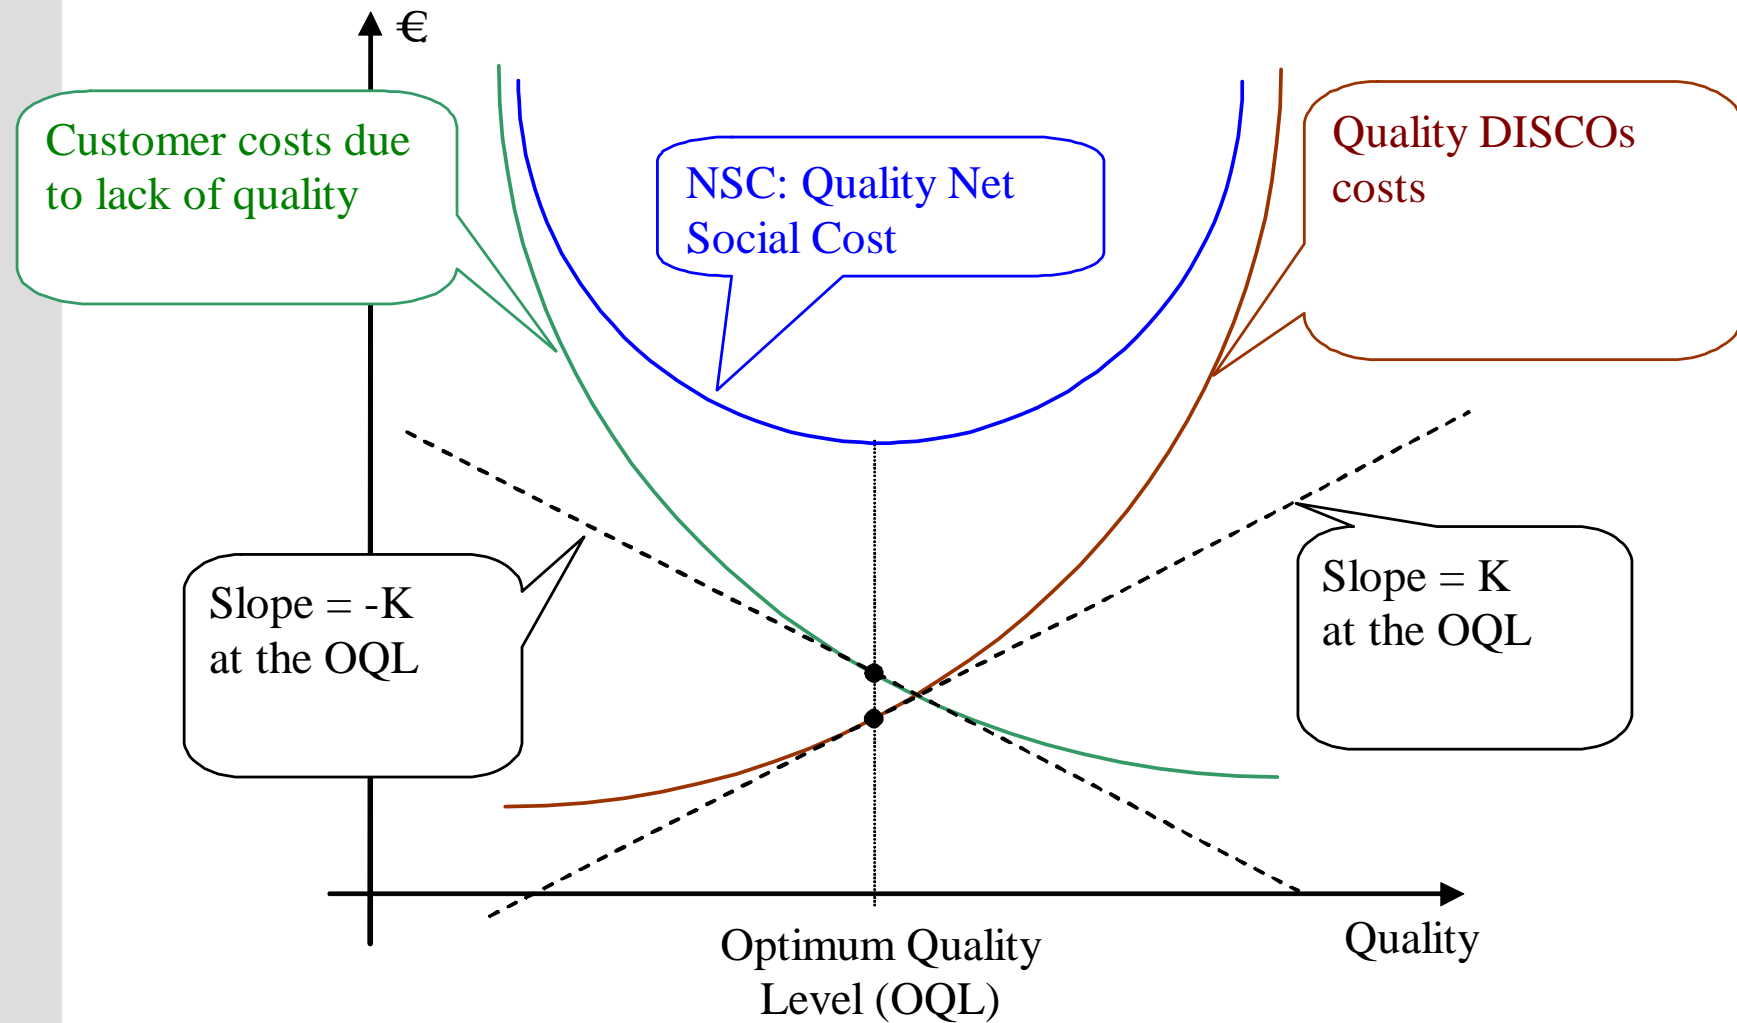 €
Customer costs due
to lack of quality
NSC: Quality Net
Social Cost
Quality DISCOs
costs
Slope = -K
at the OQL
Slope = K
at the OQL
Optimum Quality
Level (OQL)
Quality